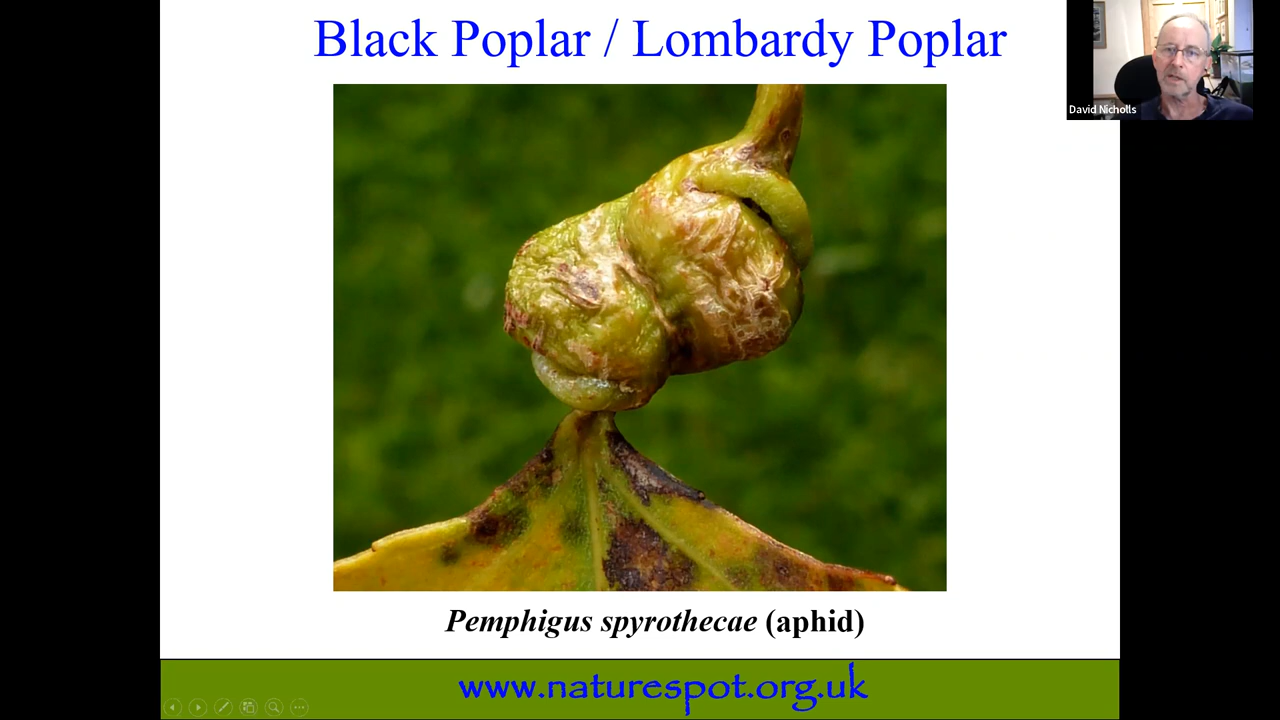 Black Poplar / Lombardy Poplar
David Nicholls
Pemphigus spyrothecae (aphid)
www.naturespot.org.uk